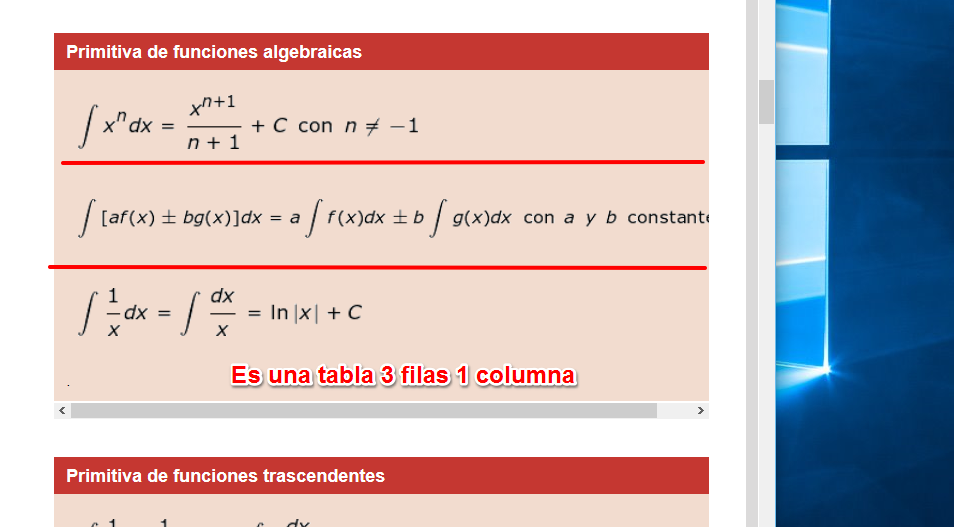 Primitiva de funciones algebraicas
∫ xⁿ dx = xⁿ⁺¹ / (n + 1) + C con n ≠ −1
∫ [af(x) ± bg(x)]dx = a ∫ f(x)dx ± b ∫ g(x)dx con a y b constante
∫ 1/x dx = ∫ dx/x = ln |x| + C
Es una tabla 3 filas 1 columna
.
Primitiva de funciones trascendentes